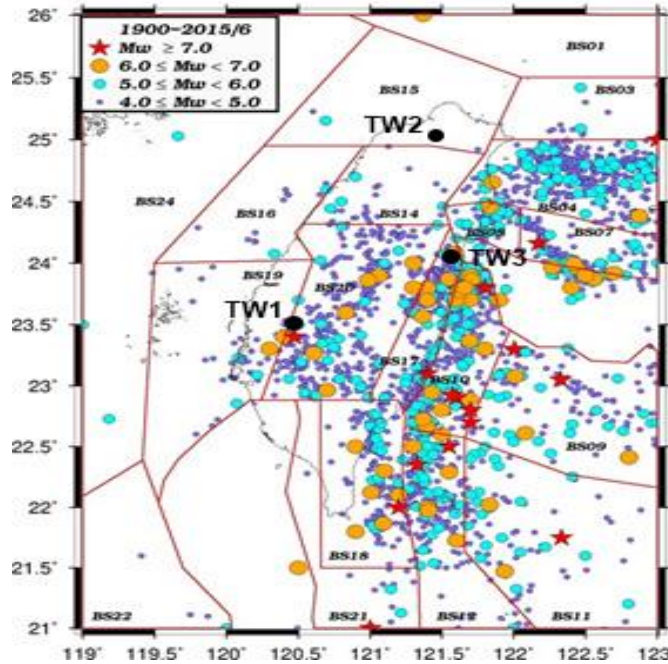 26°
25.5°
25°
24.5°
24°
23.5°
23°
22.5°
22°
21.5°
21°
1900-2015/6
Mw ≥ 7.0
6.0 ≤ Mw < 7.0
5.0 ≤ Mw < 6.0
4.0 ≤ Mw < 5.0
BS01
BS15
BS03
TW2
BS24
BS16
BS14
BS04
BS07
BS08
TW3
BS19
BS20
TW1
BS17
BS10
BS09
BS18
BS22
BS21
BS12
BS11
119° 119.5° 120° 120.5° 121° 121.5° 122° 122.5° 123°